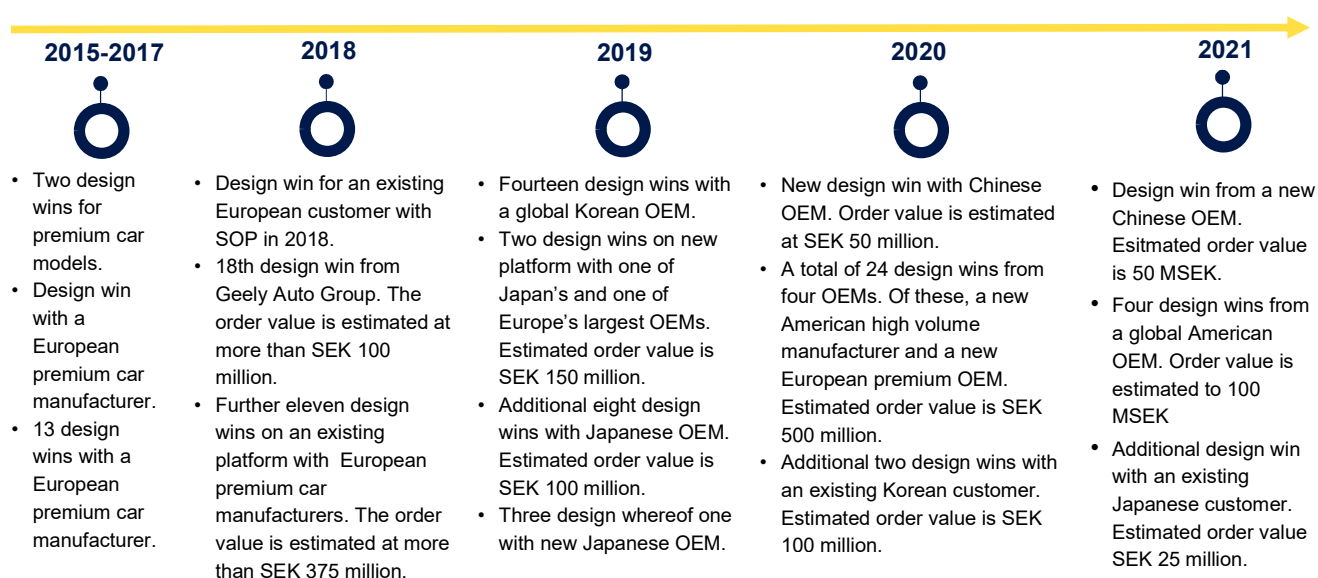 2015-2017
2018
2019
2020
2021
• Two design
wins for
premium car
models.
• Design win
with a
European
premium car
manufacturer.
• 13 design
wins with a
European
premium car
manufacturer.
• Design win for an existing
European customer with
SOP in 2018.
• 18th design win from
Geely Auto Group. The
order value is estimated at
more than SEK 100
million.
• Further eleven design
wins on an existing
platform with European
premium car
manufacturers. The order
value is estimated at more
than SEK 375 million.
• Fourteen design wins with
a global Korean OEM.
• Two design wins on new
platform with one of
Japan’s and one of
Europe’s largest OEMs.
Estimated order value is
SEK 150 million.
• Additional eight design
wins with Japanese OEM.
Estimated order value is
SEK 100 million.
• Three design whereof one
with new Japanese OEM.
• New design win with Chinese
OEM. Order value is estimated
at SEK 50 million.
• A total of 24 design wins from
four OEMs. Of these, a new
American high volume
manufacturer and a new
European premium OEM.
Estimated order value is SEK
500 million.
• Additional two design wins with
an existing Korean customer.
Estimated order value is SEK
100 million.
• Design win from a new
Chinese OEM.
Esitmated order value
is 50 MSEK.
• Four design wins from
a global American
OEM. Order value is
estimated to 100
MSEK
• Additional design win
with an existing
Japanese customer.
Estimated order value
SEK 25 million.